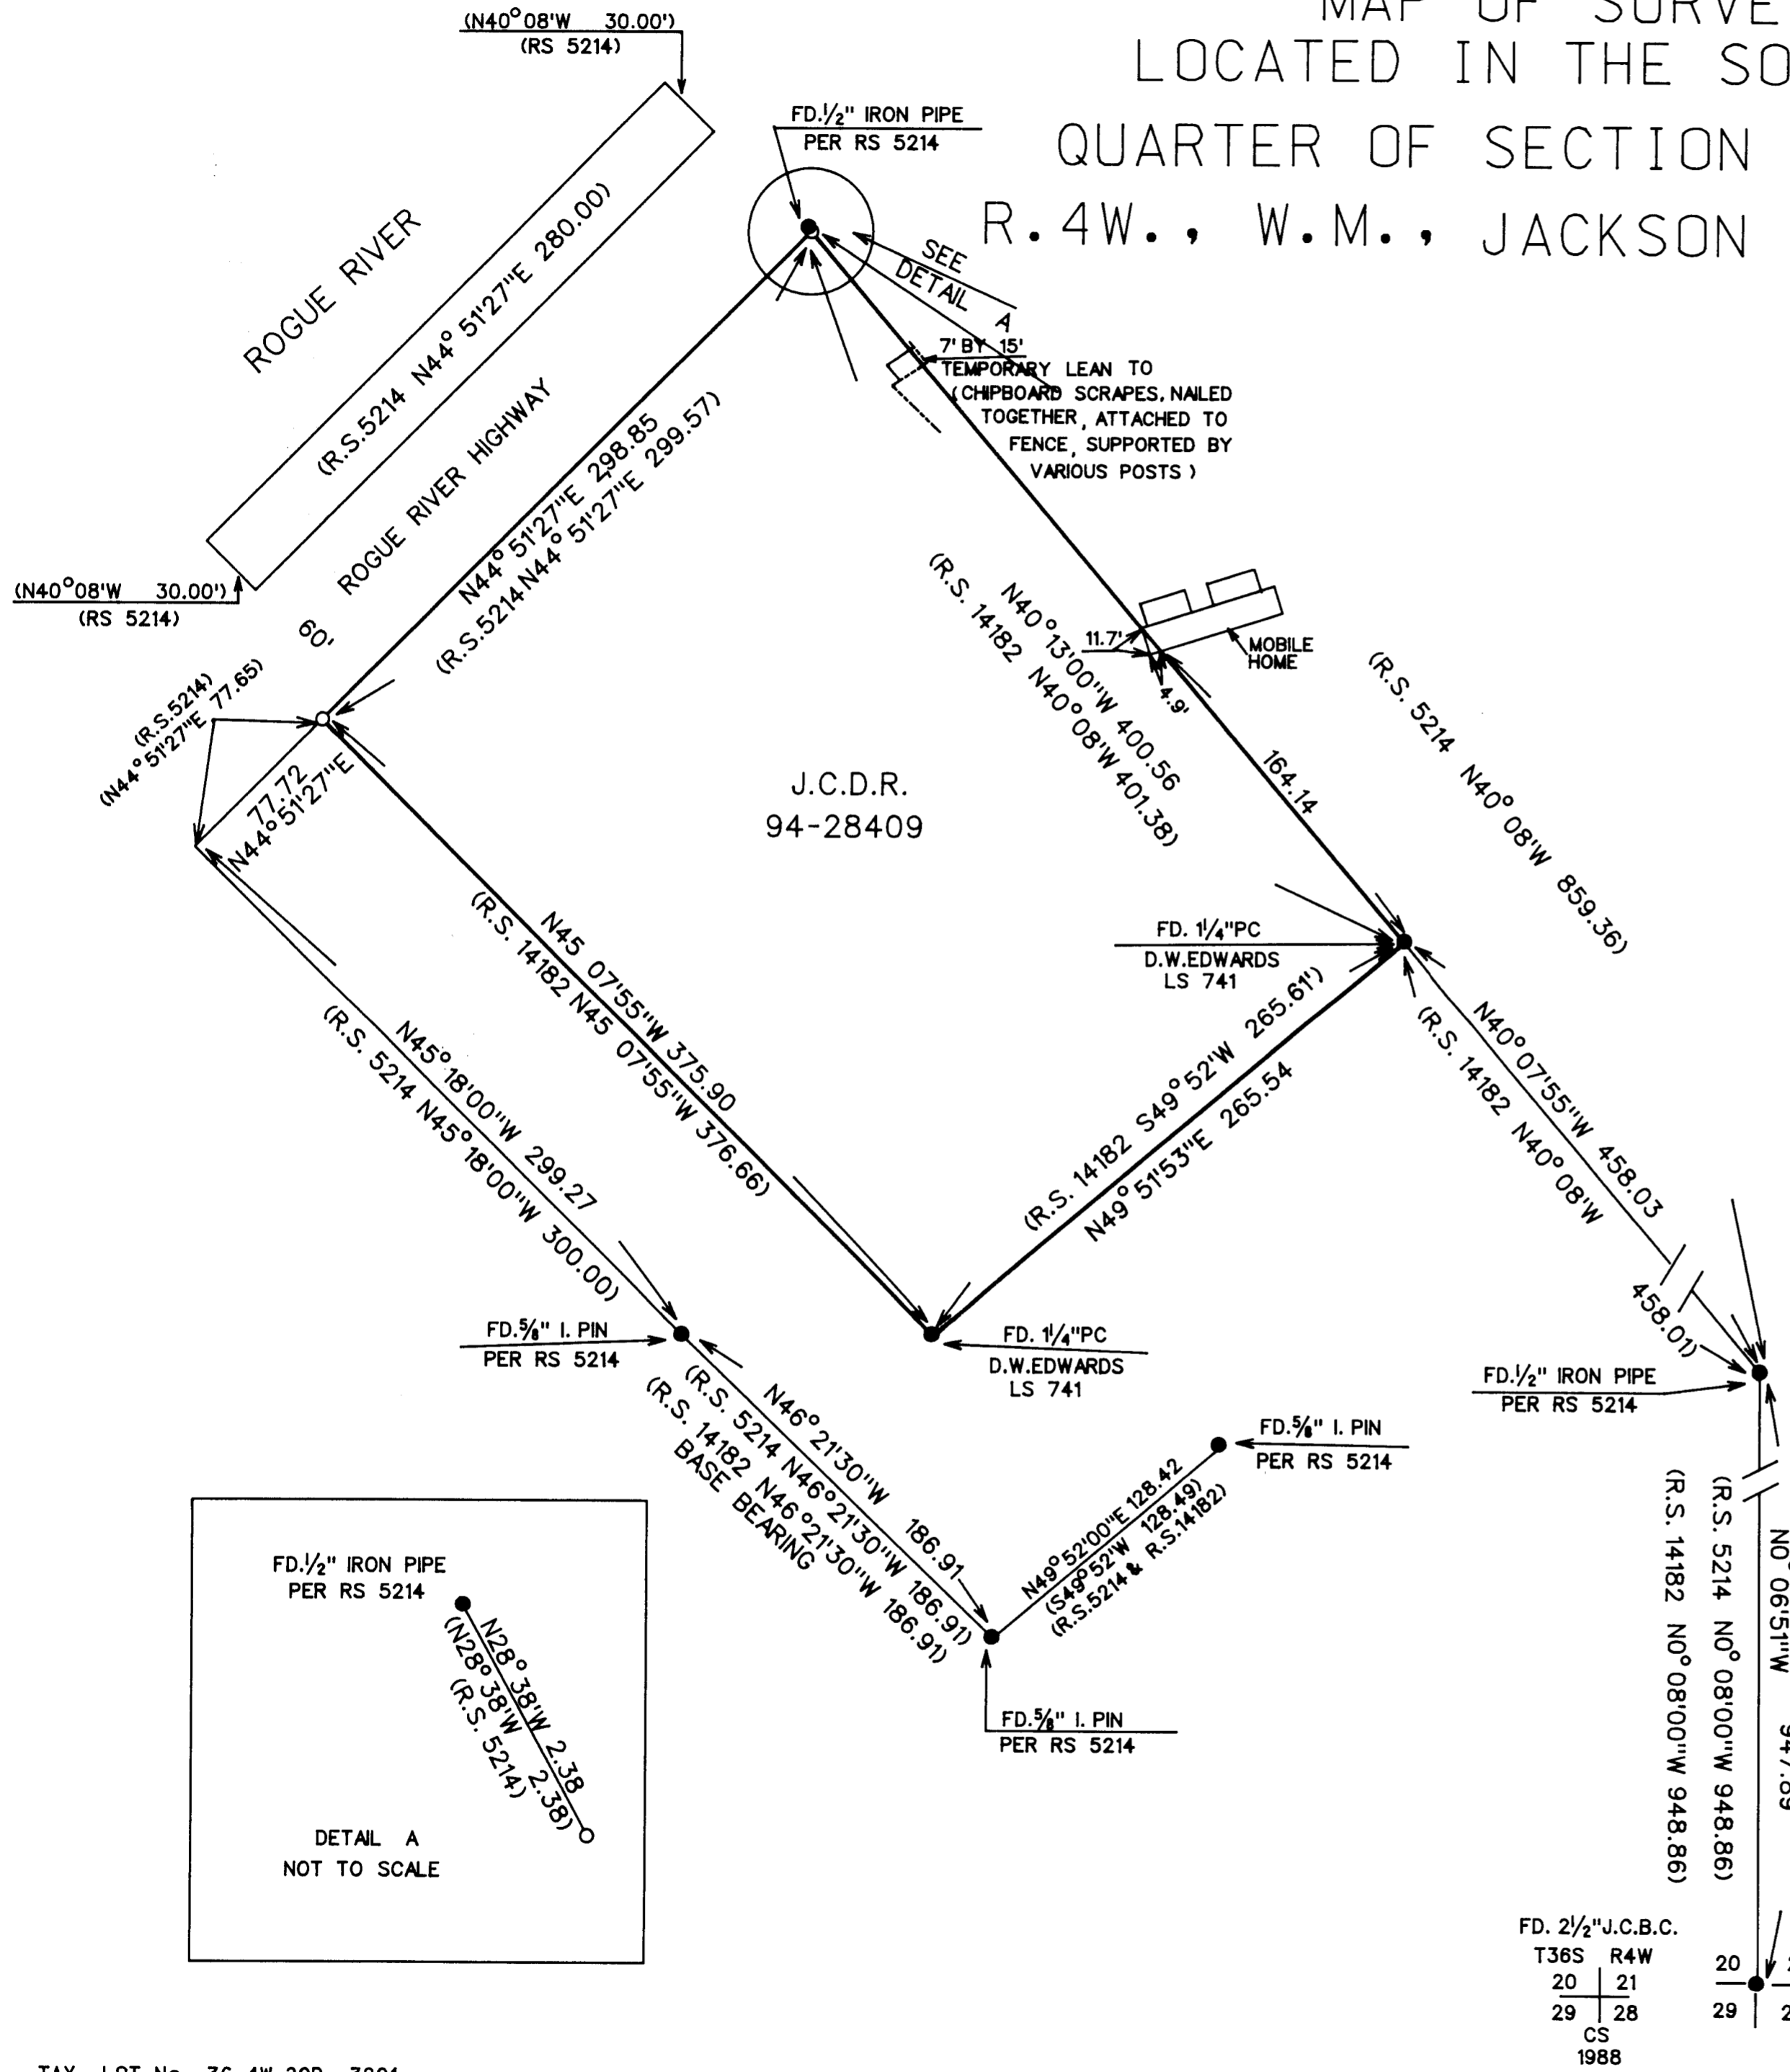 MAP OF SURVE
LOCATED IN THE SO
QUARTER OF SECTION
R.4W., W.M., JACKSON
(N40°08'W 30.00')
(RS 5214)
FD.1/2" IRON PIPE
PER RS 5214
ROGUE RIVER
(R.S.5214 N44° 51'27"E 280.00)
SEE
DETAIL A
7' BY 15'
TEMPORARY LEAN TO
(CHIPBOARD SCRAPES, NAILED
TOGETHER, ATTACHED TO
FENCE, SUPPORTED BY
VARIOUS POSTS )
ROGUE RIVER HIGHWAY
N44° 51'27"E 298.85
(R.S.5214N44° 51'27"E 299.57)
(N40°08'W 30.00')
(RS 5214)
60'
(R.S.5214)
(N44°51'27"E 77.65)
77.72
N44°51'27"E
N40°13'00"W 400.56
(R.S. 14182 N40°08'W 401.38)
11.7'
4.9'
MOBILE
HOME
164.14
(R.S. 5214 N40° 08'W 859.36)
J.C.D.R.
94-28409
N45 07'55"W 375.90
(R.S. 14182 N45 07'55"W 376.66)
FD. 1 1/4"PC
D.W.EDWARDS
LS 741
N45°18'00"W 299.27
(R.S. 5214 N45°18'00"W 300.00)
(R.S. 14182 S49°52'W 265.61')
N49°51'53"E 265.54
N40°07'55"W 458.03
(R.S. 14182 N40°08'W
458.01)
FD.5/8" I. PIN
PER RS 5214
FD. 1 1/4"PC
D.W.EDWARDS
LS 741
FD.1/2" IRON PIPE
PER RS 5214
N46°21'30"W 186.91
(R.S. 5214 N46°21'30"W 186.91)
(R.S. 14182 N46°21'30"W 186.91)
BASE BEARING
FD.5/8" I. PIN
PER RS 5214
N49°52'00"E 128.42
(S49°52'W 128.49)
(R.S.5214 & R.S.14182)
FD.5/8" I. PIN
PER RS 5214
N0° 06'51"W 947.89
(R.S. 5214 N0°08'00"W 948.86)
(R.S. 14182 N0°08'00"W 948.86)
FD.1/2" IRON PIPE
PER RS 5214
N28°38'W 2.38
(N28°38'W 2.38)
(R.S. 5214)
DETAIL A
NOT TO SCALE
FD. 2 1/2"J.C.B.C.
T36S R4W
20 21
29 28
CS
1988
20
29